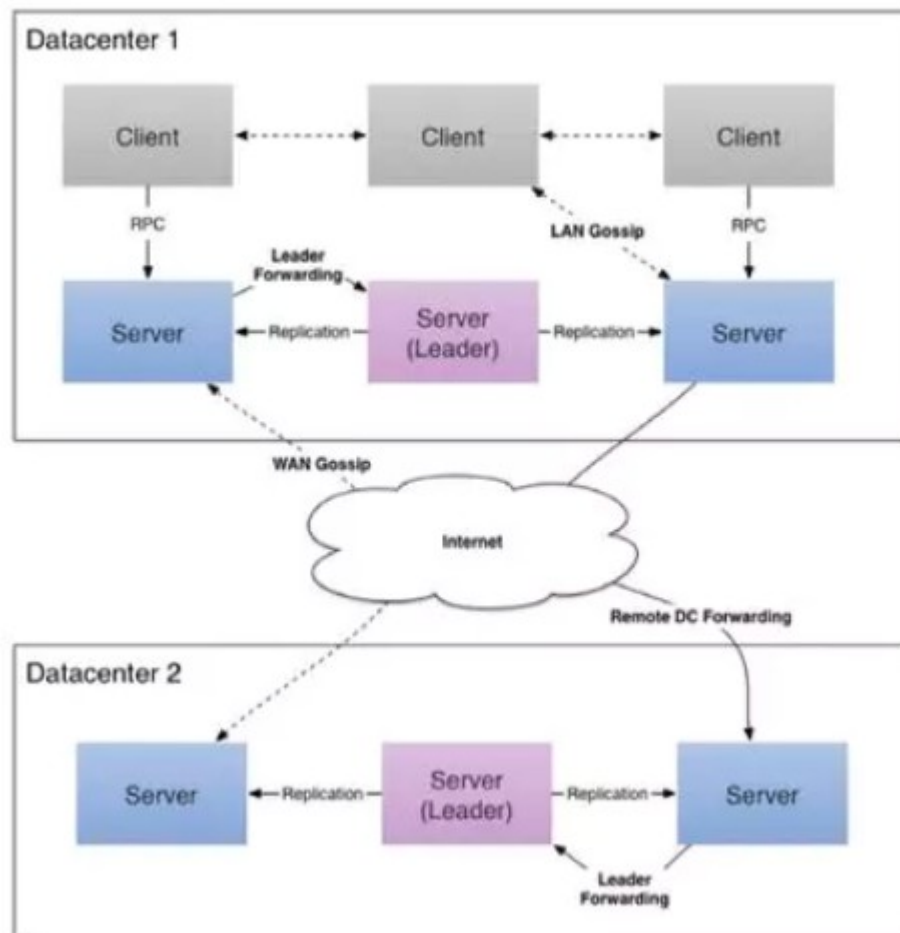 Datacenter 1
Client
Client
Client
RPC
LAN Gossip
RPC
Leader
Forwarding
Server
Replication
Server
(Leader)
Replication
Server
WAN Gossip
Internet
Remote DC Forwarding
Datacenter 2
Server
Replication
Server
(Leader)
Replication
Server
Leader
Forwarding